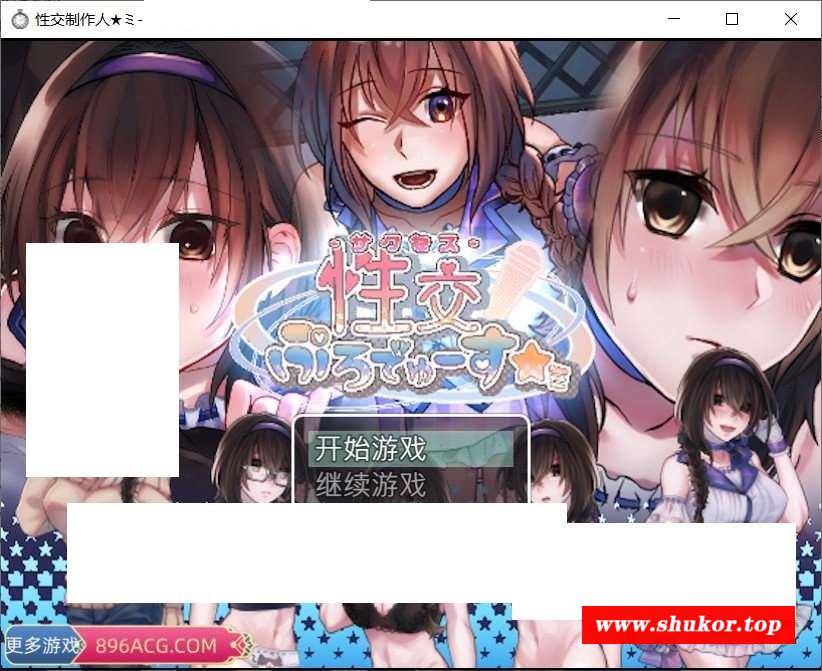 性交制作人★ミ-
サクセス
性交
ぷろでゅーす★ミ
开始游戏
继续游戏
更多游戏
896ACG.COM
www.shukor.top